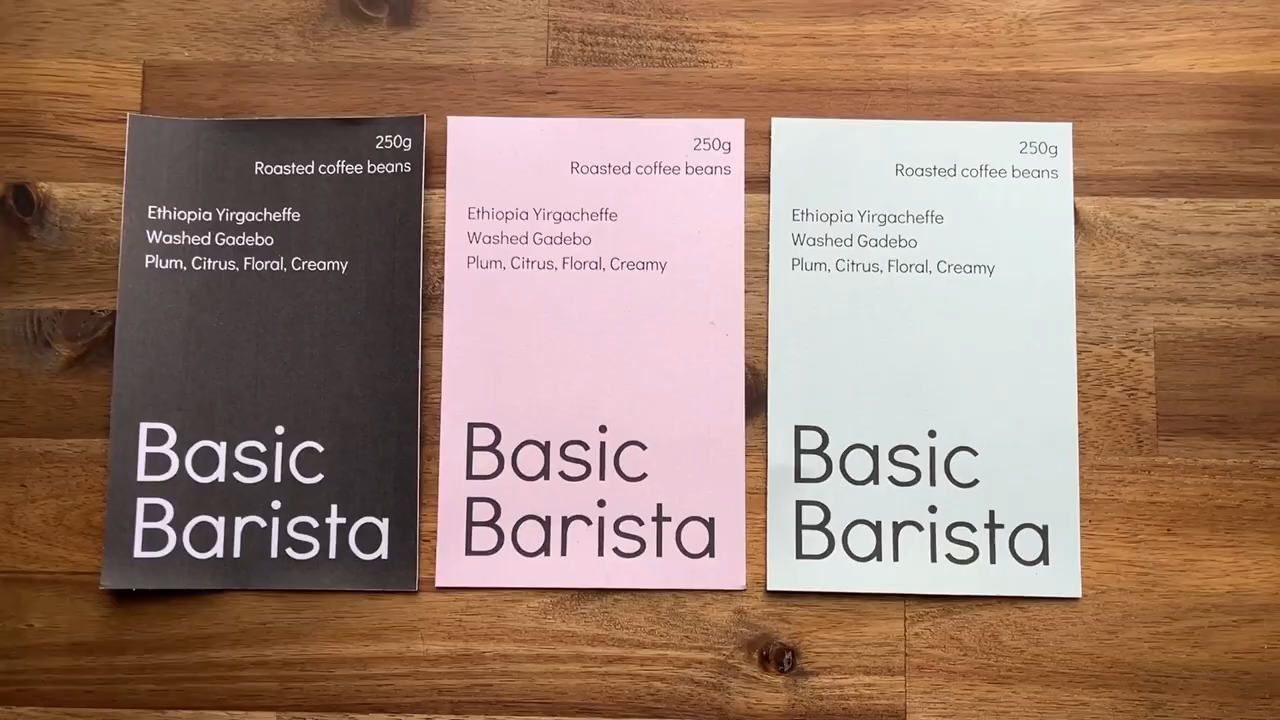 250g
Roasted coffee beans
Ethiopia Yirgacheffe
Washed Gadebo
Plum, Citrus, Floral, Creamy
Basic
Barista
250g
Roasted coffee beans
Ethiopia Yirgacheffe
Washed Gadebo
Plum, Citrus, Floral, Creamy
Basic
Barista
250g
Roasted coffee beans
Ethiopia Yirgacheffe
Washed Gadebo
Plum, Citrus, Floral, Creamy
Basic
Barista